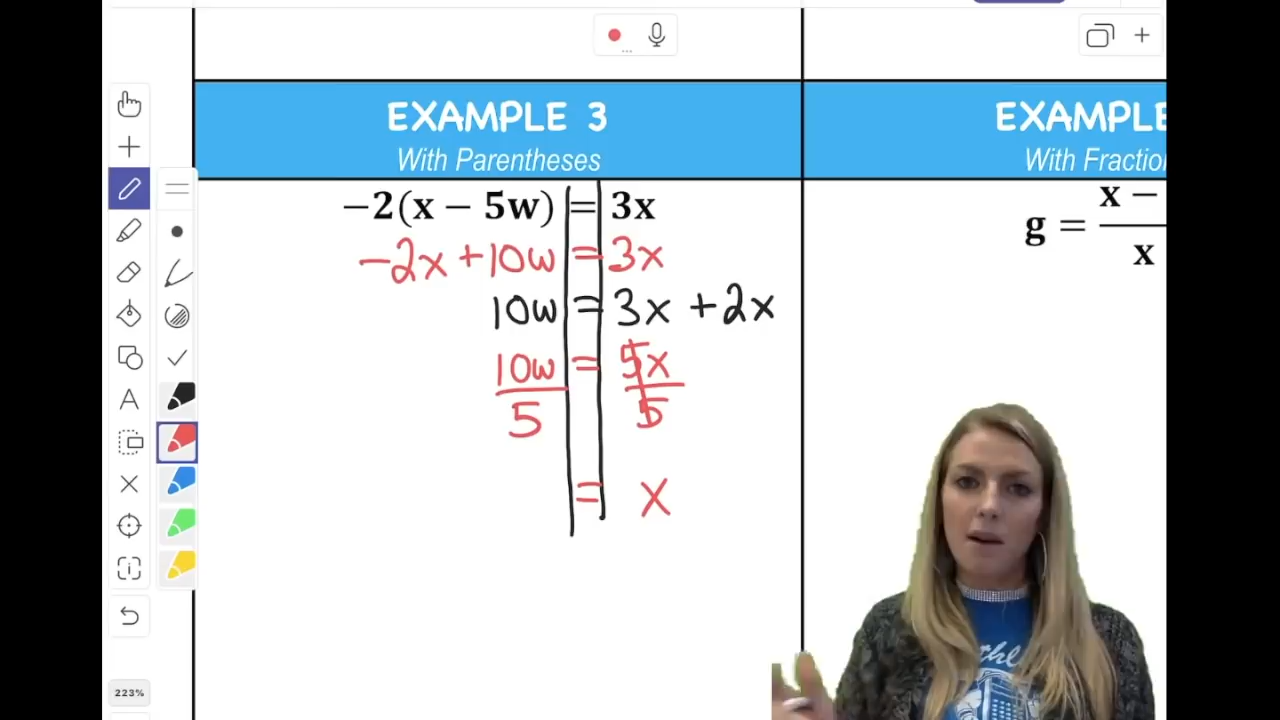 EXAMPLE 3
With Parentheses
−2(x − 5w) = 3x
-2x +10w = 3x
10w = 3x + 2x
10w = 5x
5 5
= x
EXAMPLE
With Fraction
x −
g =
x
A
223%